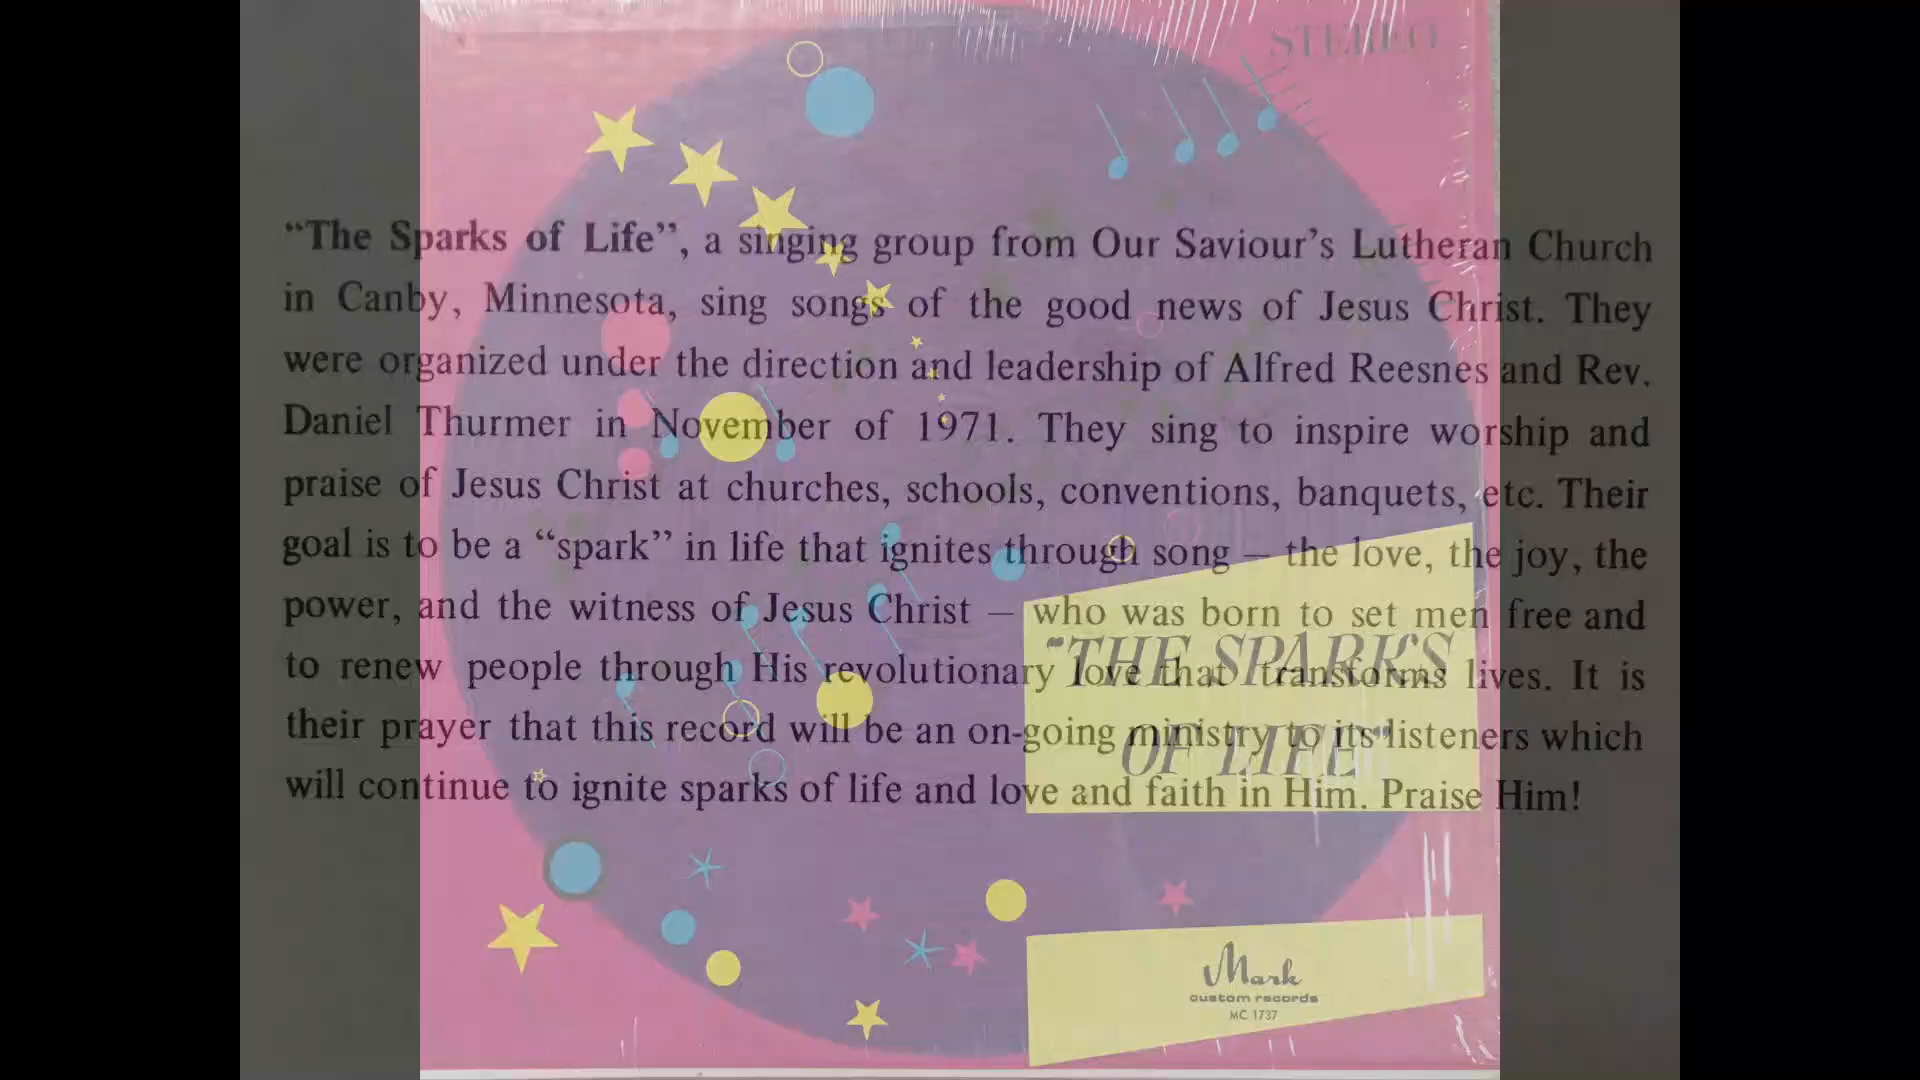 STEREO
“The Sparks of Life”, a singing group from Our Saviour’s Lutheran Church
in Canby, Minnesota, sing songs of the good news of Jesus Christ. They
were organized under the direction and leadership of Alfred Reesnes and Rev.
Daniel Thurmer in November of 1971. They sing to inspire worship and
praise of Jesus Christ at churches, schools, conventions, banquets, etc. Their
goal is to be a “spark” in life that ignites through song – the love, the joy, the
power, and the witness of Jesus Christ – who was born to set men free and
to renew people through His revolutionary love that transforms lives. It is
their prayer that this record will be an on-going ministry to its listeners which
will continue to ignite sparks of life and love and faith in Him. Praise Him!
“THE SPARKS
OF LIFE”
Mark
custom records
MC 1737